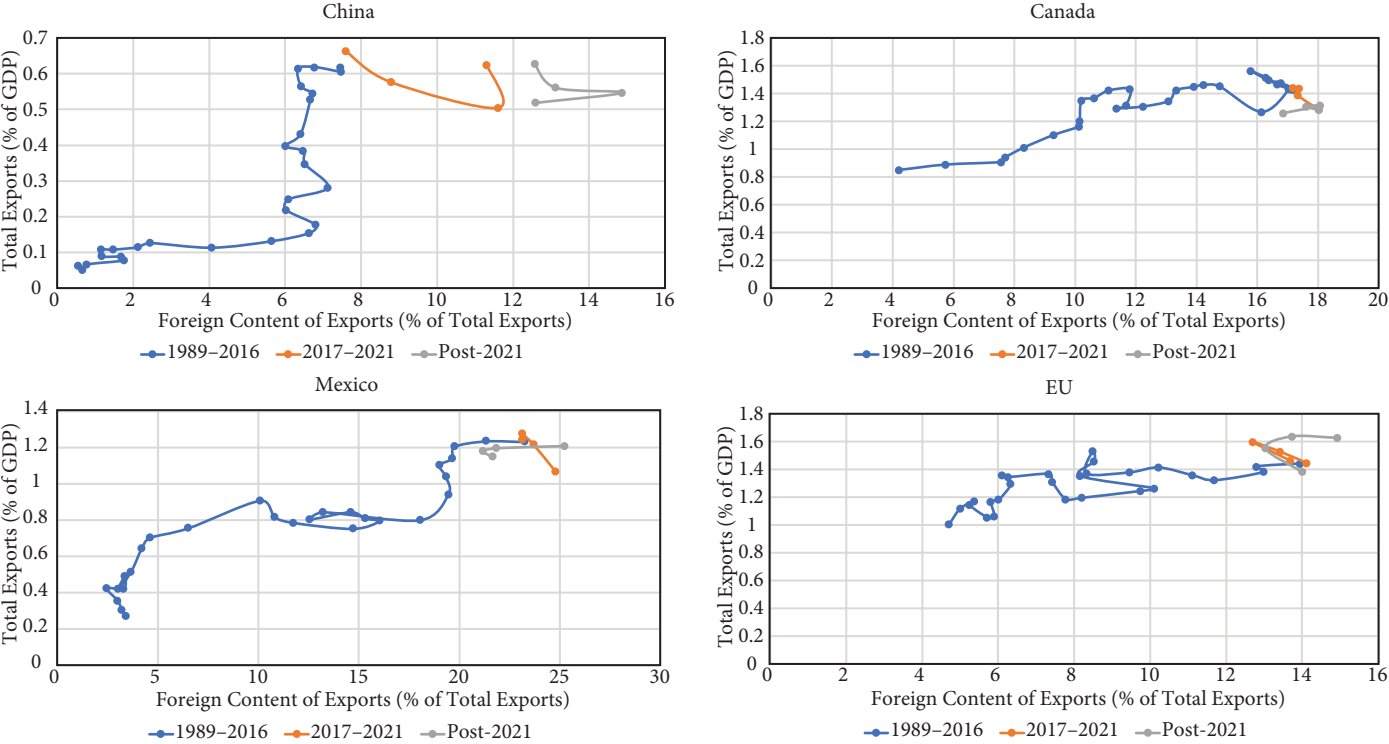 China
Total Exports (% of GDP)
0.7
0.6
0.5
0.4
0.3
0.2
0.1
0
0 2 4 6 8 10 12 14 16
Foreign Content of Exports (% of Total Exports)
1989–2016 2017–2021 Post-2021
Canada
Total Exports (% of GDP)
1.8
1.6
1.4
1.2
1
0.8
0.6
0.4
0.2
0
0 2 4 6 8 10 12 14 16 18 20
Foreign Content of Exports (% of Total Exports)
1989–2016 2017–2021 Post-2021
Mexico
Total Exports (% of GDP)
1.4
1.2
1
0.8
0.6
0.4
0.2
0
0 5 10 15 20 25 30
Foreign Content of Exports (% of Total Exports)
1989–2016 2017–2021 Post-2021
EU
Total Exports (% of GDP)
1.8
1.6
1.4
1.2
1
0.8
0.6
0.4
0.2
0
0 2 4 6 8 10 12 14 16
Foreign Content of Exports (% of Total Exports)
1989–2016 2017–2021 Post-2021